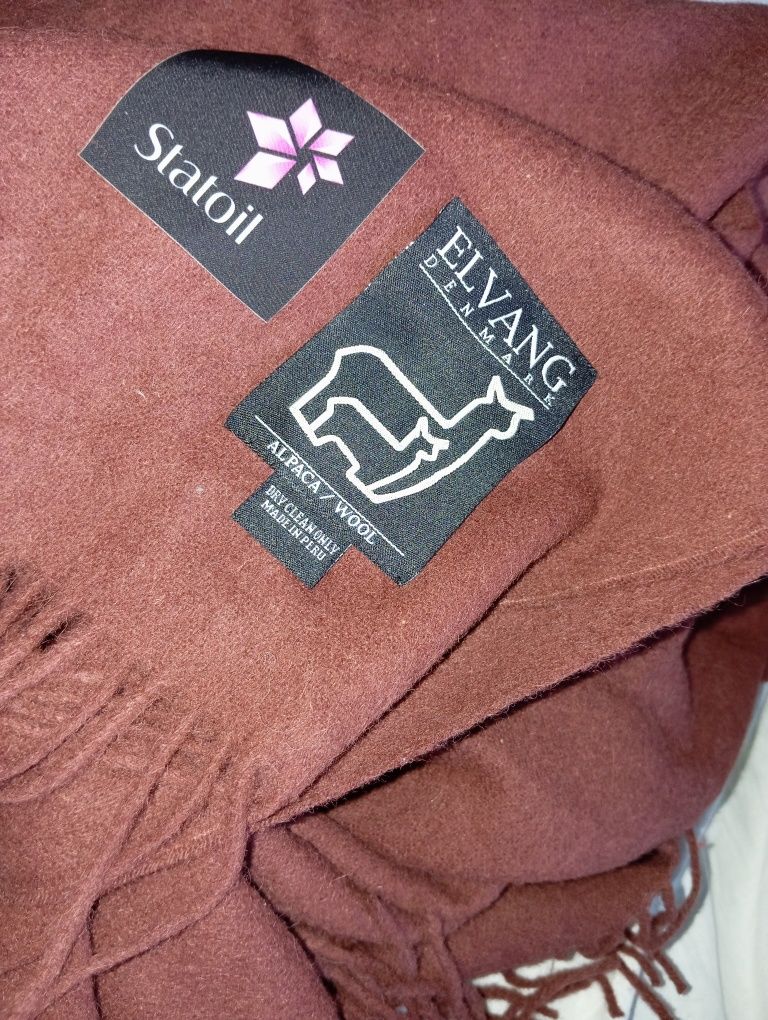 Statoil
ELVANG
DENMARK
ALPACA / WOOL
DRY CLEAN ONLY
MADE IN PERU